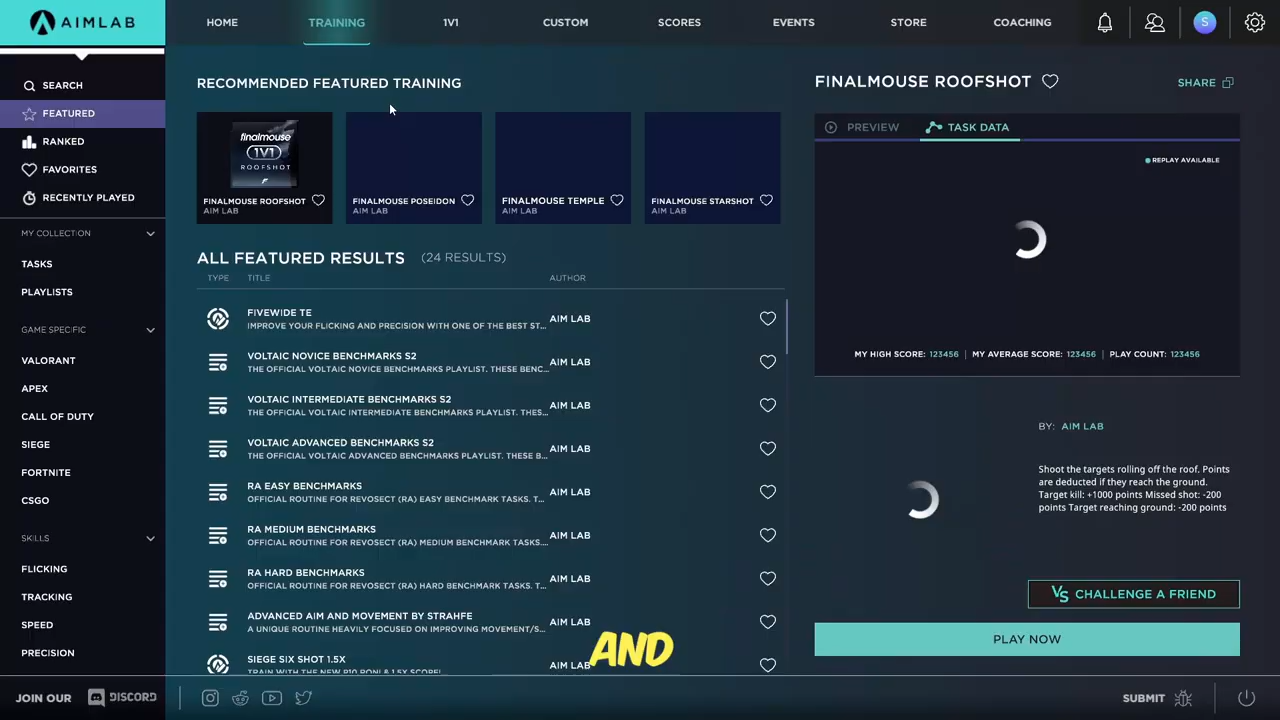 AIMLAB
HOME
TRAINING
1V1
CUSTOM
SCORES
EVENTS
STORE
COACHING
S
SEARCH
FEATURED
RANKED
FAVORITES
RECENTLY PLAYED
MY COLLECTION
TASKS
PLAYLISTS
GAME SPECIFIC
VALORANT
APEX
CALL OF DUTY
SIEGE
FORTNITE
CSGO
SKILLS
FLICKING
TRACKING
SPEED
PRECISION
RECOMMENDED FEATURED TRAINING
finalmouse
1V1
ROOFSHOT
FINALMOUSE ROOFSHOT
AIM LAB
FINALMOUSE POSEIDON
AIM LAB
FINALMOUSE TEMPLE
AIM LAB
FINALMOUSE STARSHOT
AIM LAB
ALL FEATURED RESULTS (24 RESULTS)
TYPE TITLE AUTHOR
FIVEWIDE TE
IMPROVE YOUR FLICKING AND PRECISION WITH ONE OF THE BEST ST...
AIM LAB
VOLTAIC NOVICE BENCHMARKS S2
THE OFFICIAL VOLTAIC NOVICE BENCHMARKS PLAYLIST. THESE BENC...
AIM LAB
VOLTAIC INTERMEDIATE BENCHMARKS S2
THE OFFICIAL VOLTAIC INTERMEDIATE BENCHMARKS PLAYLIST. THES...
AIM LAB
VOLTAIC ADVANCED BENCHMARKS S2
THE OFFICIAL VOLTAIC ADVANCED BENCHMARKS PLAYLIST. THESE B...
AIM LAB
RA EASY BENCHMARKS
OFFICIAL ROUTINE FOR REVOSECT (RA) EASY BENCHMARK TASKS. T...
AIM LAB
RA MEDIUM BENCHMARKS
OFFICIAL ROUTINE FOR REVOSECT (RA) MEDIUM BENCHMARK TASKS....
AIM LAB
RA HARD BENCHMARKS
OFFICIAL ROUTINE FOR REVOSECT (RA) HARD BENCHMARK TASKS. T...
AIM LAB
ADVANCED AIM AND MOVEMENT BY STRAHFE
A UNIQUE ROUTINE HEAVILY FOCUSED ON IMPROVING MOVEMENT/S...
AIM LAB
SIEGE SIX SHOT 1.5X
TRAIN WITH THE NEW P10 RONI & 1.5X SCOPE!
AIM LAB
AND
FINALMOUSE ROOFSHOT
SHARE
PREVIEW
TASK DATA
REPLAY AVAILABLE
MY HIGH SCORE: 123456 | MY AVERAGE SCORE: 123456 | PLAY COUNT: 123456
BY: AIM LAB
Shoot the targets rolling off the roof. Points
are deducted if they reach the ground.
Target kill: +1000 points Missed shot: -200
points Target reaching ground: -200 points
VS CHALLENGE A FRIEND
PLAY NOW
JOIN OUR DISCORD
SUBMIT